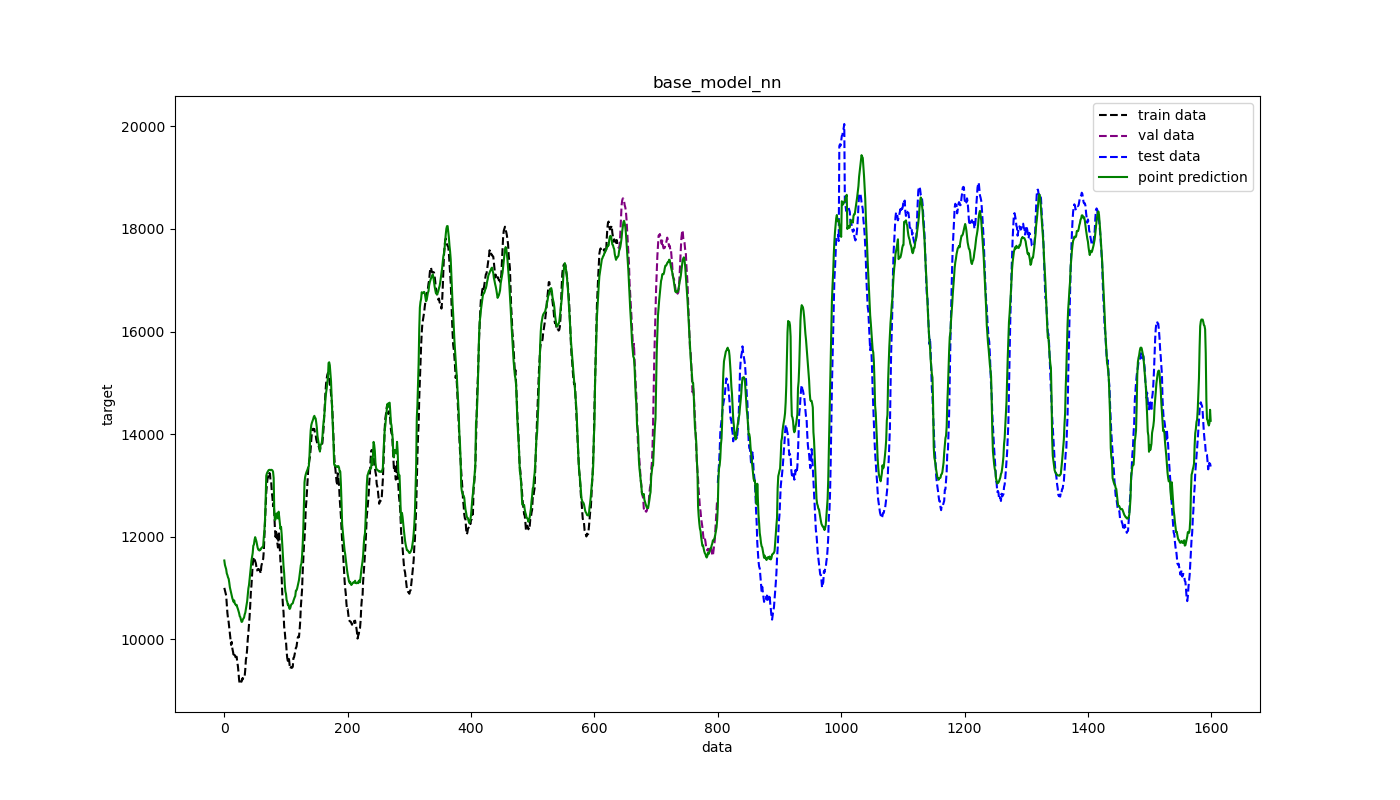 base_model_nn
train data
val data
test data
point prediction
20000
18000
16000
14000
12000
10000
target
0
200
400
600
800
1000
1200
1400
1600
data